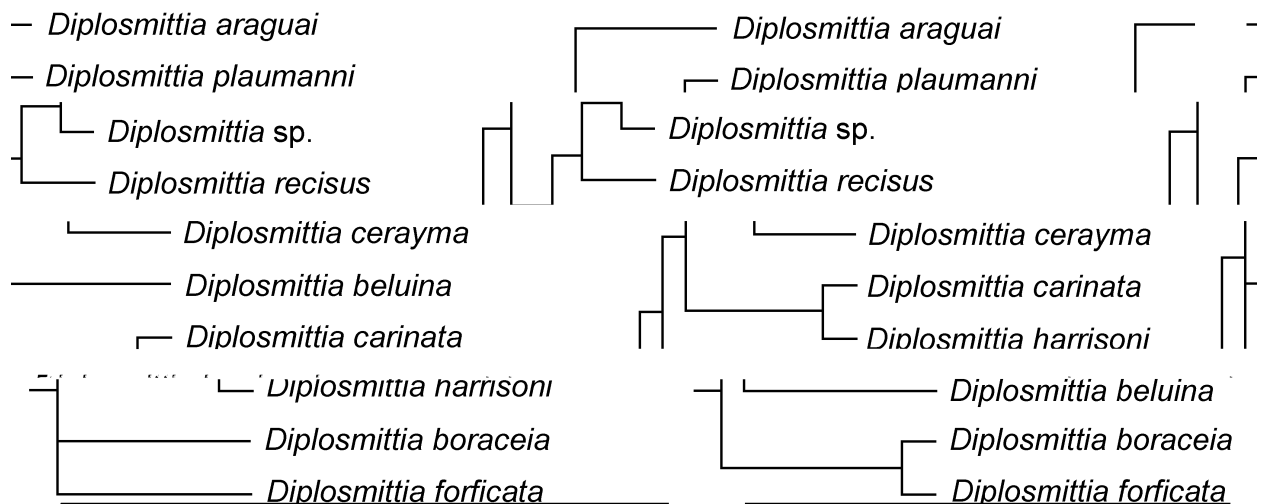 Diplosmittia araguai
Diplosmittia araguai
Diplosmittia plaumanni
Diplosmittia plaumanni
Diplosmittia sp.
Diplosmittia sp.
Diplosmittia recisus
Diplosmittia recisus
Diplosmittia cerayma
Diplosmittia cerayma
Diplosmittia beluina
Diplosmittia carinata
Diplosmittia carinata
Diplosmittia harrisoni
Diplosmittia harrisoni
Diplosmittia beluina
Diplosmittia boraceia
Diplosmittia boraceia
Diplosmittia forficata
Diplosmittia forficata